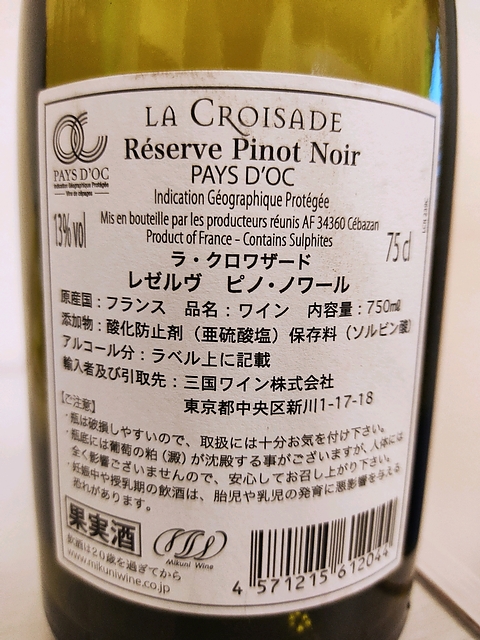 LA CROISADE
Réserve Pinot Noir
PAYS D'OC
Indication Géographique Protégée
PAYS D'OC
Indication Géographique Protégée
Vins de cépages
Mis en bouteille par les producteurs réunis AF 34360 Cébazan
Product of France - Contains Sulphites
13% vol
75 cl
ラ・クロワザード
レゼルヴ ピノ・ノワール
原産国：フランス 品名：ワイン 内容量：750㎖
添加物：酸化防止剤（亜硫酸塩）保存料（ソルビン酸）
アルコール分：ラベル上に記載
輸入者及び引取先：三国ワイン株式会社
東京都中央区新川1-17-18
【ご注意】
・瓶は破損しやすいので、取扱には十分お気を付け下さい。
・瓶底には葡萄の粕（澱）が沈殿する事がございますが、人体には
全く影響ございませんので、安心してお召し上がり下さい。
・妊娠中や授乳期の飲酒は、胎児や乳児の発育に悪影響を与える
恐れがあります。
果実酒
Mikuni Wine
飲酒は20歳を過ぎてから
www.mikuniwine.co.jp
4 571215 612044